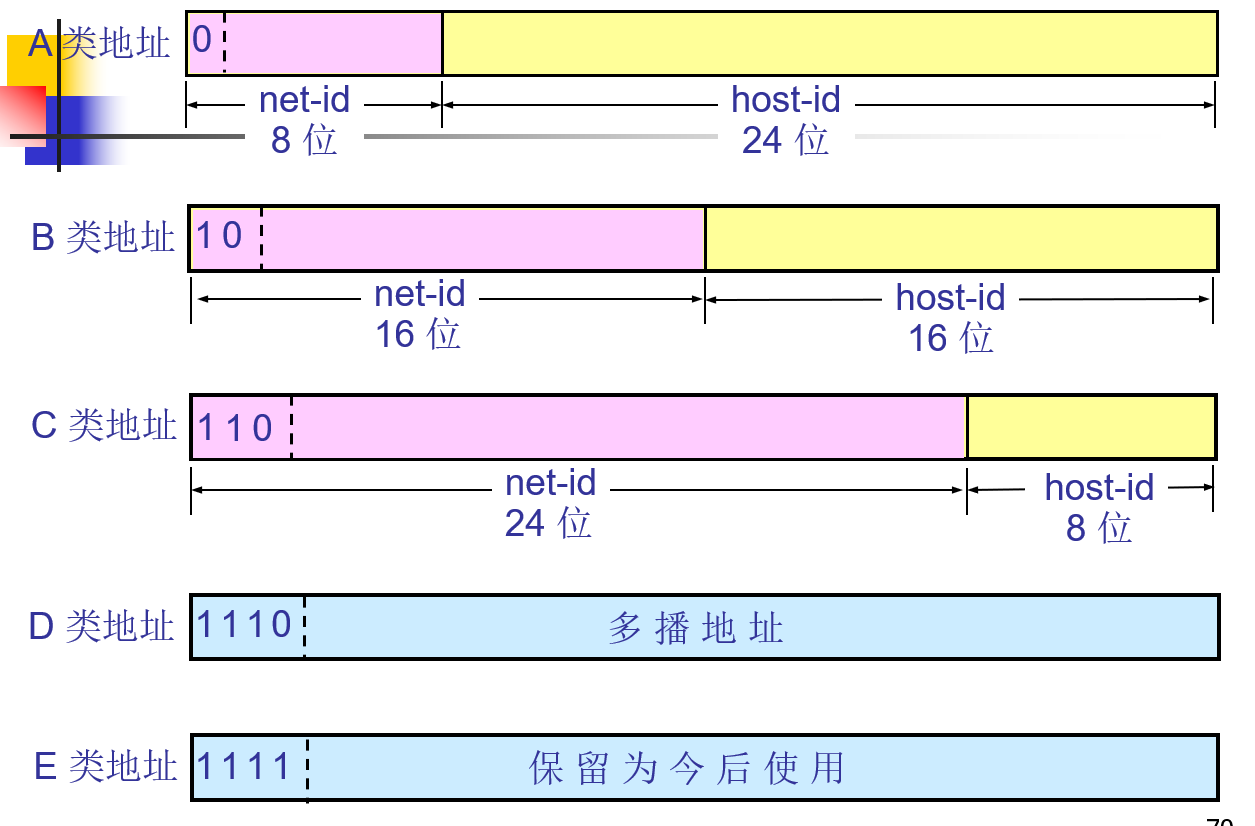 A 类地址 0
net-id host-id
8 位 24 位
B 类地址 1 0
net-id host-id
16 位 16 位
C 类地址 1 1 0
net-id host-id
24 位 8 位
D 类地址 1 1 1 0 多 播 地 址
E 类地址 1 1 1 1 保 留 为 今 后 使 用